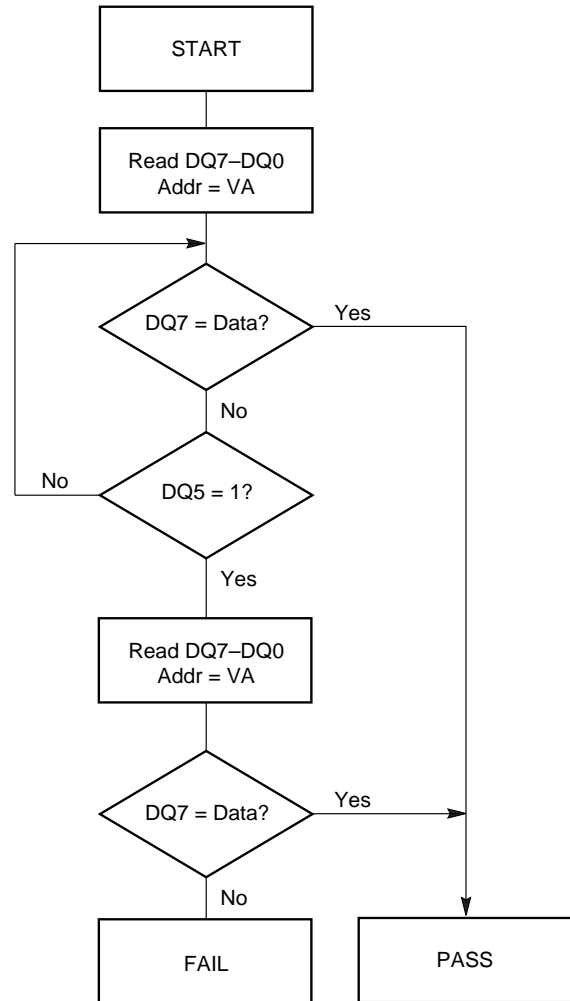 START
Read DQ7–DQ0
Addr = VA
DQ7 = Data?
Yes
No
No
DQ5 = 1?
Yes
Read DQ7–DQ0
Addr = VA
DQ7 = Data?
Yes
No
FAIL
PASS